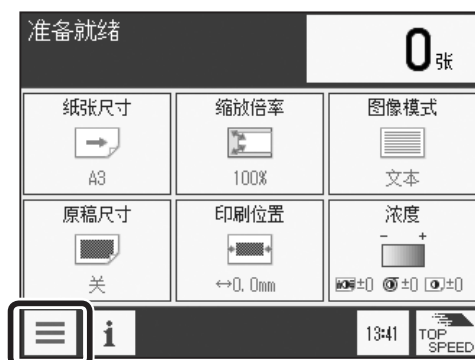 准备就绪
0张
纸张尺寸 缩放倍率 图像模式
A3 100% 文本
原稿尺寸 印刷位置 浓度
- +
关 ↔0.0mm ±0 ±0 ±0
i 13:41 TOP
SPEED